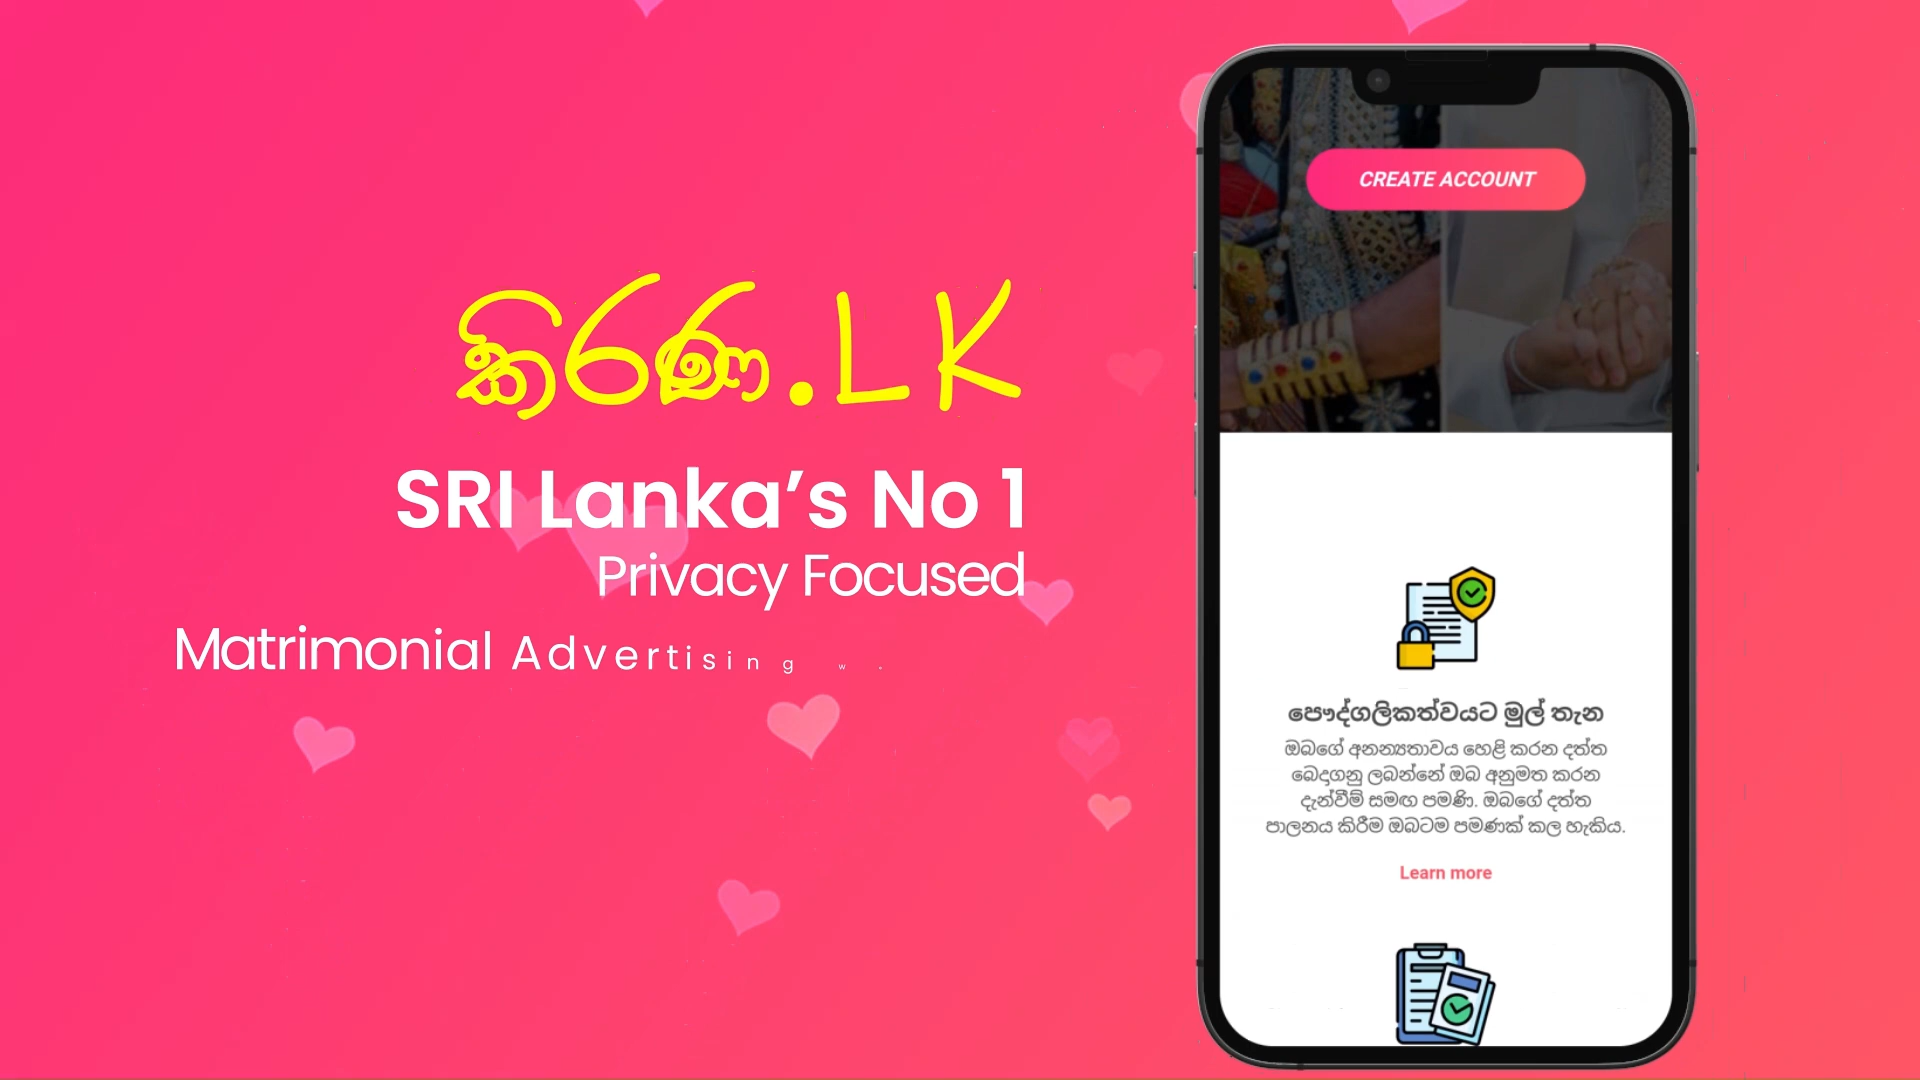 කිරණ.LK
SRI Lanka’s No 1
Privacy Focused
Matrimonial Advertising w
CREATE ACCOUNT
පෞද්ගලිකත්වයට මුල් තැන
ඔබගේ අනන්‍යතාවය හෙළි කරන දත්ත
බෙදාගනු ලබන්නේ ඔබ අනුමත කරන
දැන්වීම් සමඟ පමණි. ඔබගේ දත්ත
පාලනය කිරීම ඔබටම පමණක් කල හැකිය.
Learn more